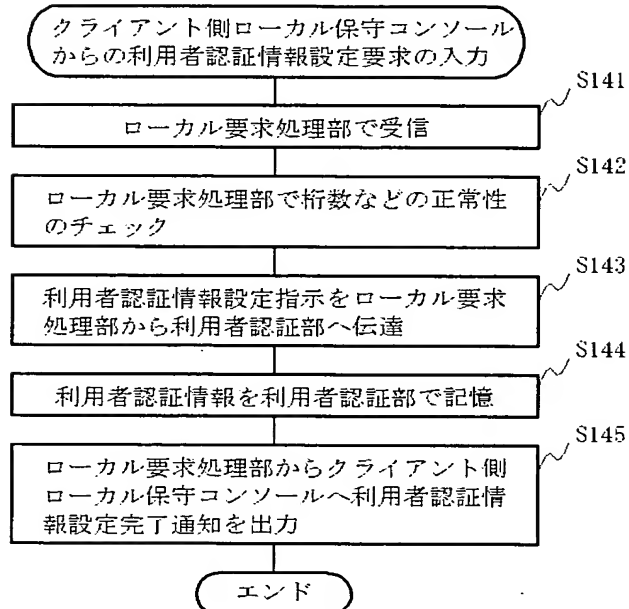 クライアント側ローカル保守コンソール
からの利用者認証情報設定要求の入力
S141
ローカル要求処理部で受信
S142
ローカル要求処理部で桁数などの正常性
のチェック
S143
利用者認証情報設定指示をローカル要求
処理部から利用者認証部へ伝達
S144
利用者認証情報を利用者認証部で記憶
S145
ローカル要求処理部からクライアント側
ローカル保守コンソールへ利用者認証情
報設定完了通知を出力
エンド